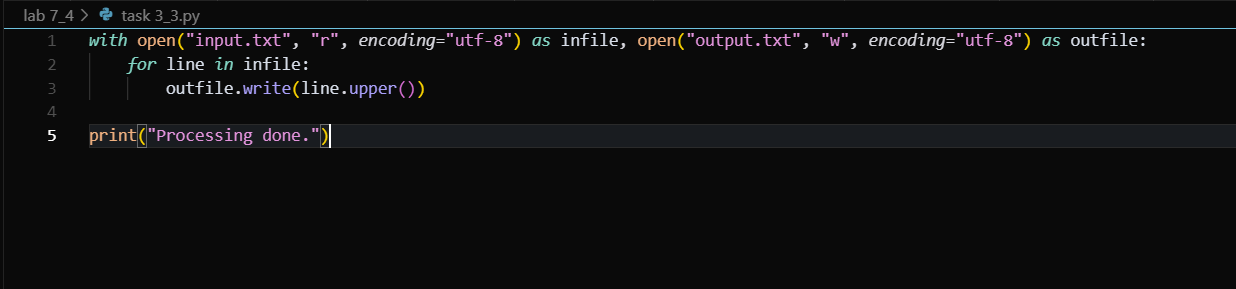 lab 7_4 > task 3_3.py
1 with open("input.txt", "r", encoding="utf-8") as infile, open("output.txt", "w", encoding="utf-8") as outfile:
2     for line in infile:
3         outfile.write(line.upper())
4
5 print("Processing done.")